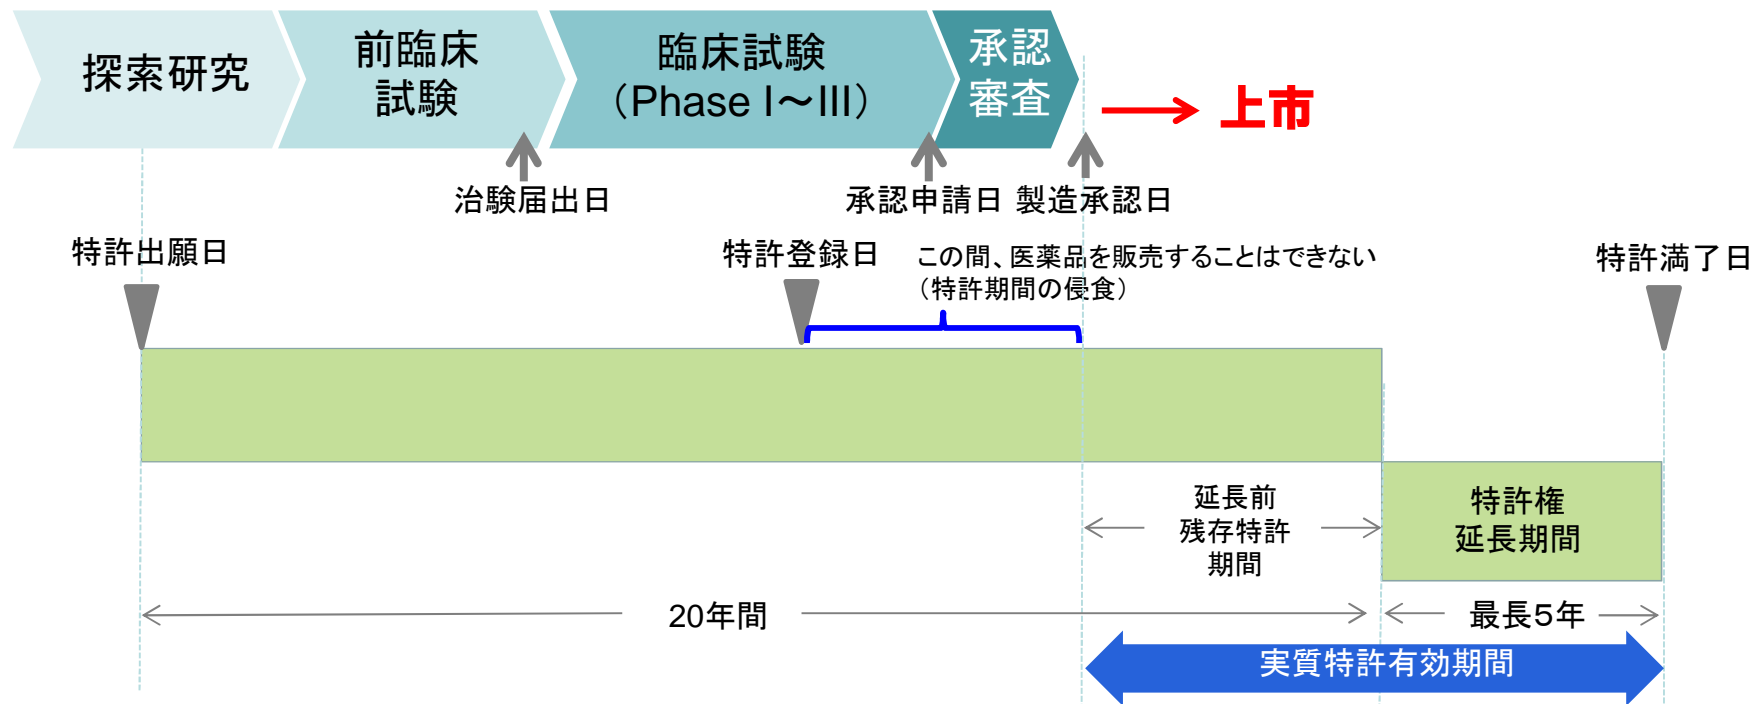 探索研究
前臨床
試験
臨床試験
（Phase I～III）
承認
審査
上市
治験届出日
承認申請日
製造承認日
特許出願日
特許登録日
この間、医薬品を販売することはできない
（特許期間の侵食）
特許満了日
延長前
残存特許
期間
特許権
延長期間
20年間
最長５年
実質特許有効期間